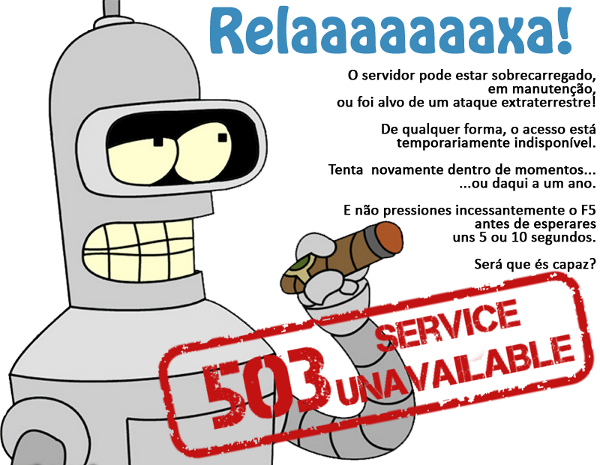 Relaaaaaaaaxa!
O servidor pode estar sobrecarregado,
em manutenção,
ou foi alvo de um ataque extraterrestre!
De qualquer forma, o acesso está
temporariamente indisponível.
Tenta novamente dentro de momentos...
...ou daqui a um ano.
E não pressiones incessantemente o F5
antes de esperares
uns 5 ou 10 segundos.
Será que és capaz?
503 SERVICE
UNAVAILABLE